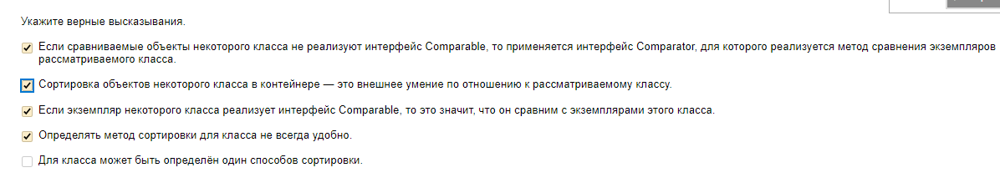 Укажите верные высказывания.
Если сравниваемые объекты некоторого класса не реализуют интерфейс Comparable, то применяется интерфейс Comparator, для которого реализуется метод сравнения экземпляров
рассматриваемого класса.
Сортировка объектов некоторого класса в контейнере — это внешнее умение по отношению к рассматриваемому классу.
Если экземпляр некоторого класса реализует интерфейс Comparable, то это значит, что он сравним с экземплярами этого класса.
Определять метод сортировки для класса не всегда удобно.
Для класса может быть определён один способов сортировки.